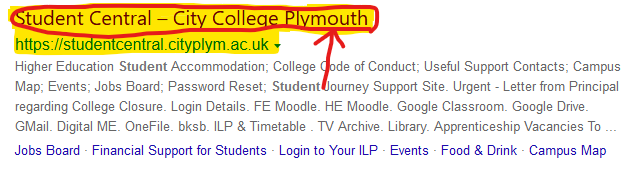 Student Central – City College Plymouth
https://studentcentral.cityplym.ac.uk
Higher Education Student Accommodation; College Code of Conduct; Useful Support Contacts; Campus
Map; Events; Jobs Board; Password Reset; Student Journey Support Site. Urgent - Letter from Principal
regarding College Closure. Login Details. FE Moodle. HE Moodle. Google Classroom. Google Drive.
GMail. Digital ME. OneFile. bksb. ILP & Timetable . TV Archive. Library. Apprenticeship Vacancies To ...
Jobs Board · Financial Support for Students · Login to Your ILP · Events · Food & Drink · Campus Map